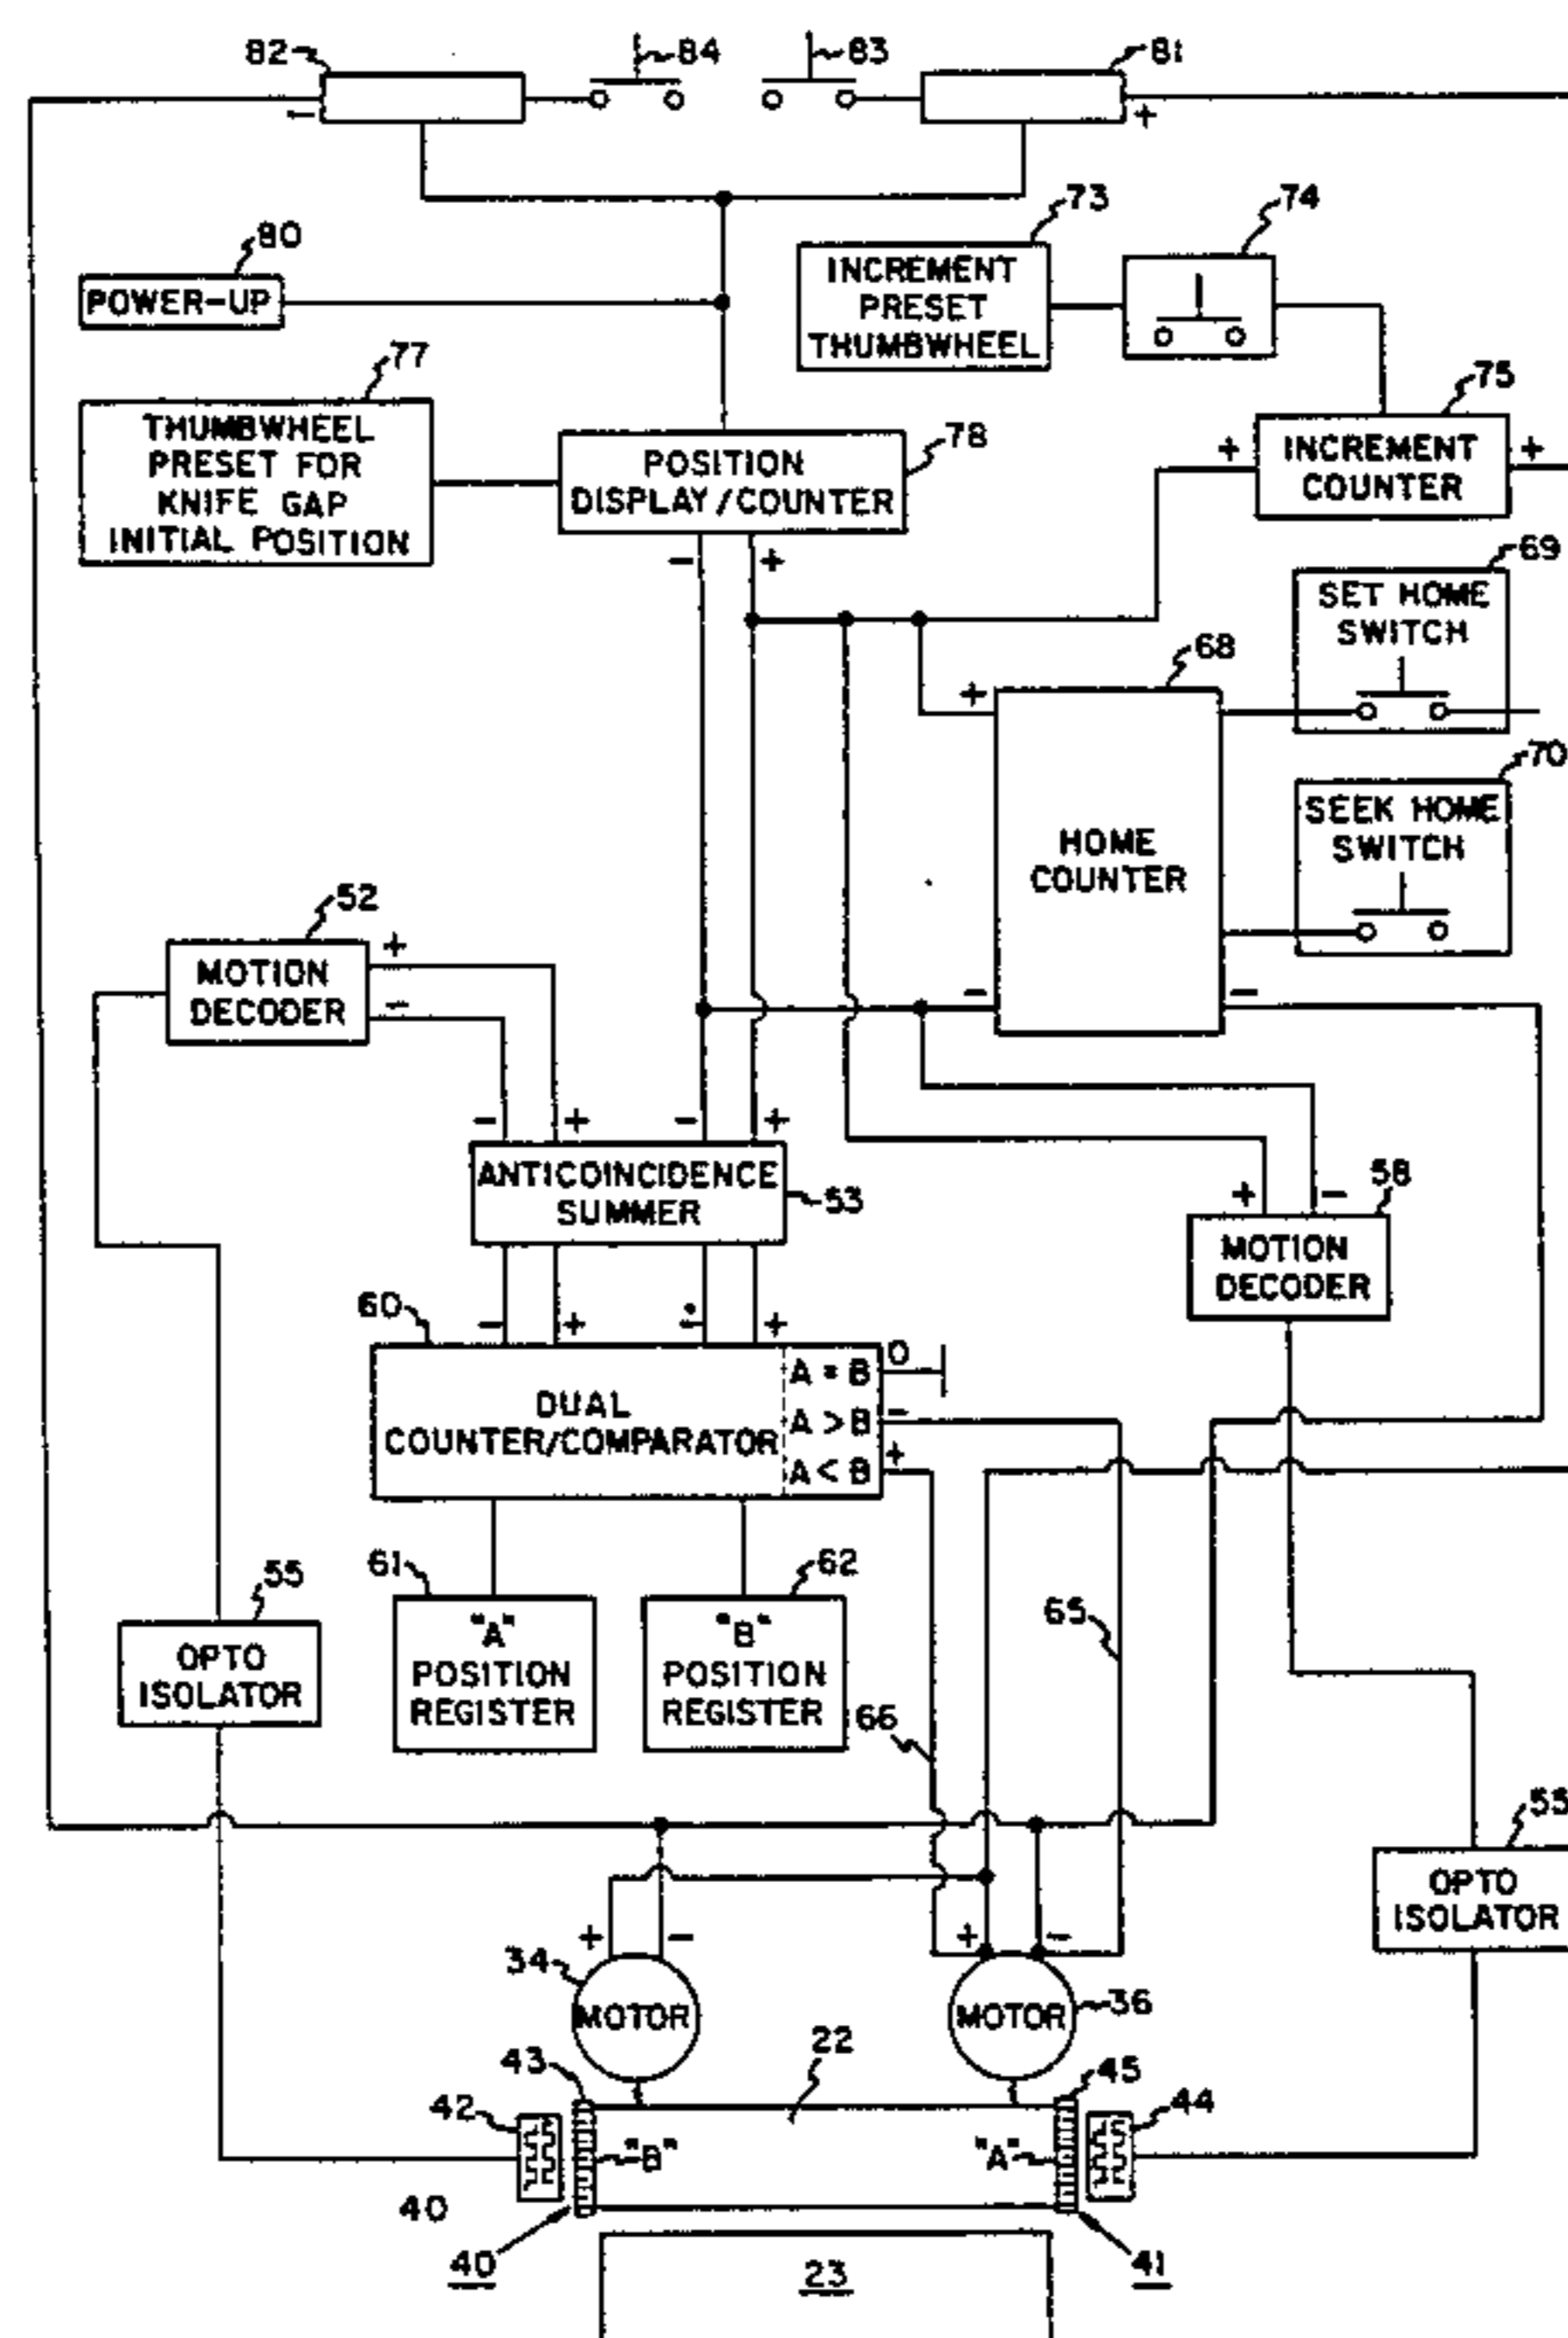 82
84
83
81
−
+
73
74
80
INCREMENT
PRESET
THUMBWHEEL
POWER-UP
77
75
THUMBWHEEL
PRESET FOR
KNIFE GAP
INITIAL POSITION
78
POSITION
DISPLAY/COUNTER
+
INCREMENT
COUNTER
+
−
+
69
SET HOME
SWITCH
68
+
70
SEEK HOME
SWITCH
HOME
COUNTER
52
MOTION
DECODER
+
−
−
−
−
+
−
+
ANTICOINCIDENCE
SUMMER
53
58
+
−
MOTION
DECODER
60
−
+
−
+
DUAL
COUNTER/COMPARATOR
A = B
O
A > B
−
A < B
+
61
62
55
65
"A"
POSITION
REGISTER
"B"
POSITION
REGISTER
OPTO
ISOLATOR
66
55
OPTO
ISOLATOR
+
−
+
−
34
MOTOR
MOTOR
36
22
43
45
42
44
"B"
"A"
40
40
23
41